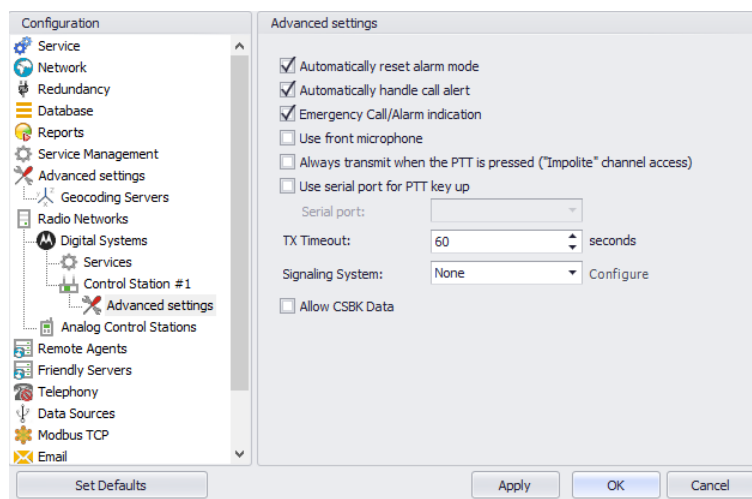 Configuration
Service
Network
Redundancy
Database
Reports
Service Management
Advanced settings
Geocoding Servers
Radio Networks
Digital Systems
Services
Control Station #1
Advanced settings
Analog Control Stations
Remote Agents
Friendly Servers
Telephony
Data Sources
Modbus TCP
Email
Set Defaults
Advanced settings
Automatically reset alarm mode
Automatically handle call alert
Emergency Call/Alarm indication
Use front microphone
Always transmit when the PTT is pressed ("Impolite" channel access)
Use serial port for PTT key up
Serial port:
TX Timeout: 60 seconds
Signaling System: None Configure
Allow CSBK Data
Apply OK Cancel